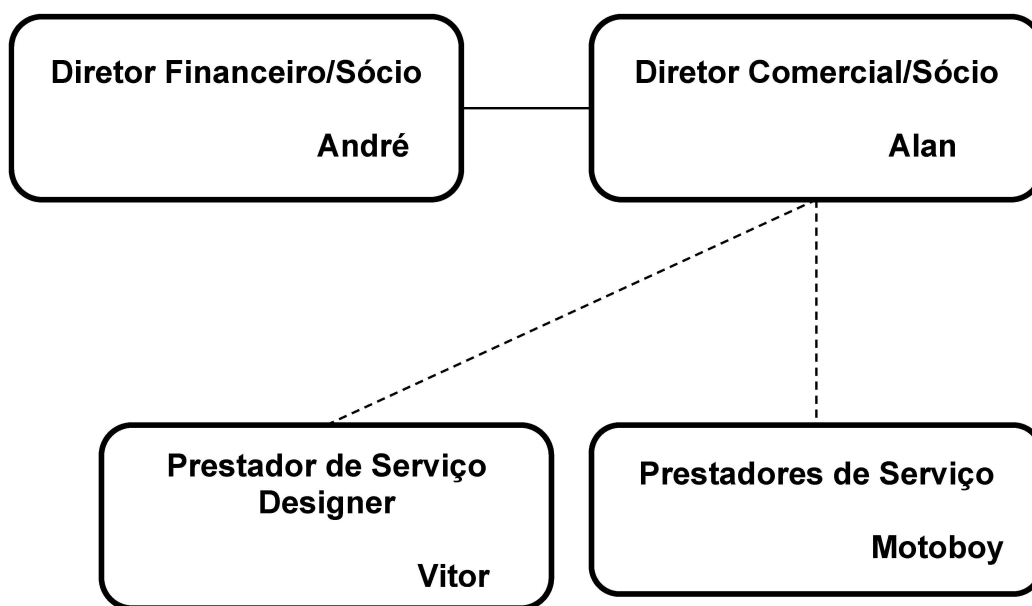 Diretor Financeiro/Sócio
André
Diretor Comercial/Sócio
Alan
Prestador de Serviço
Designer
Vitor
Prestadores de Serviço
Motoboy